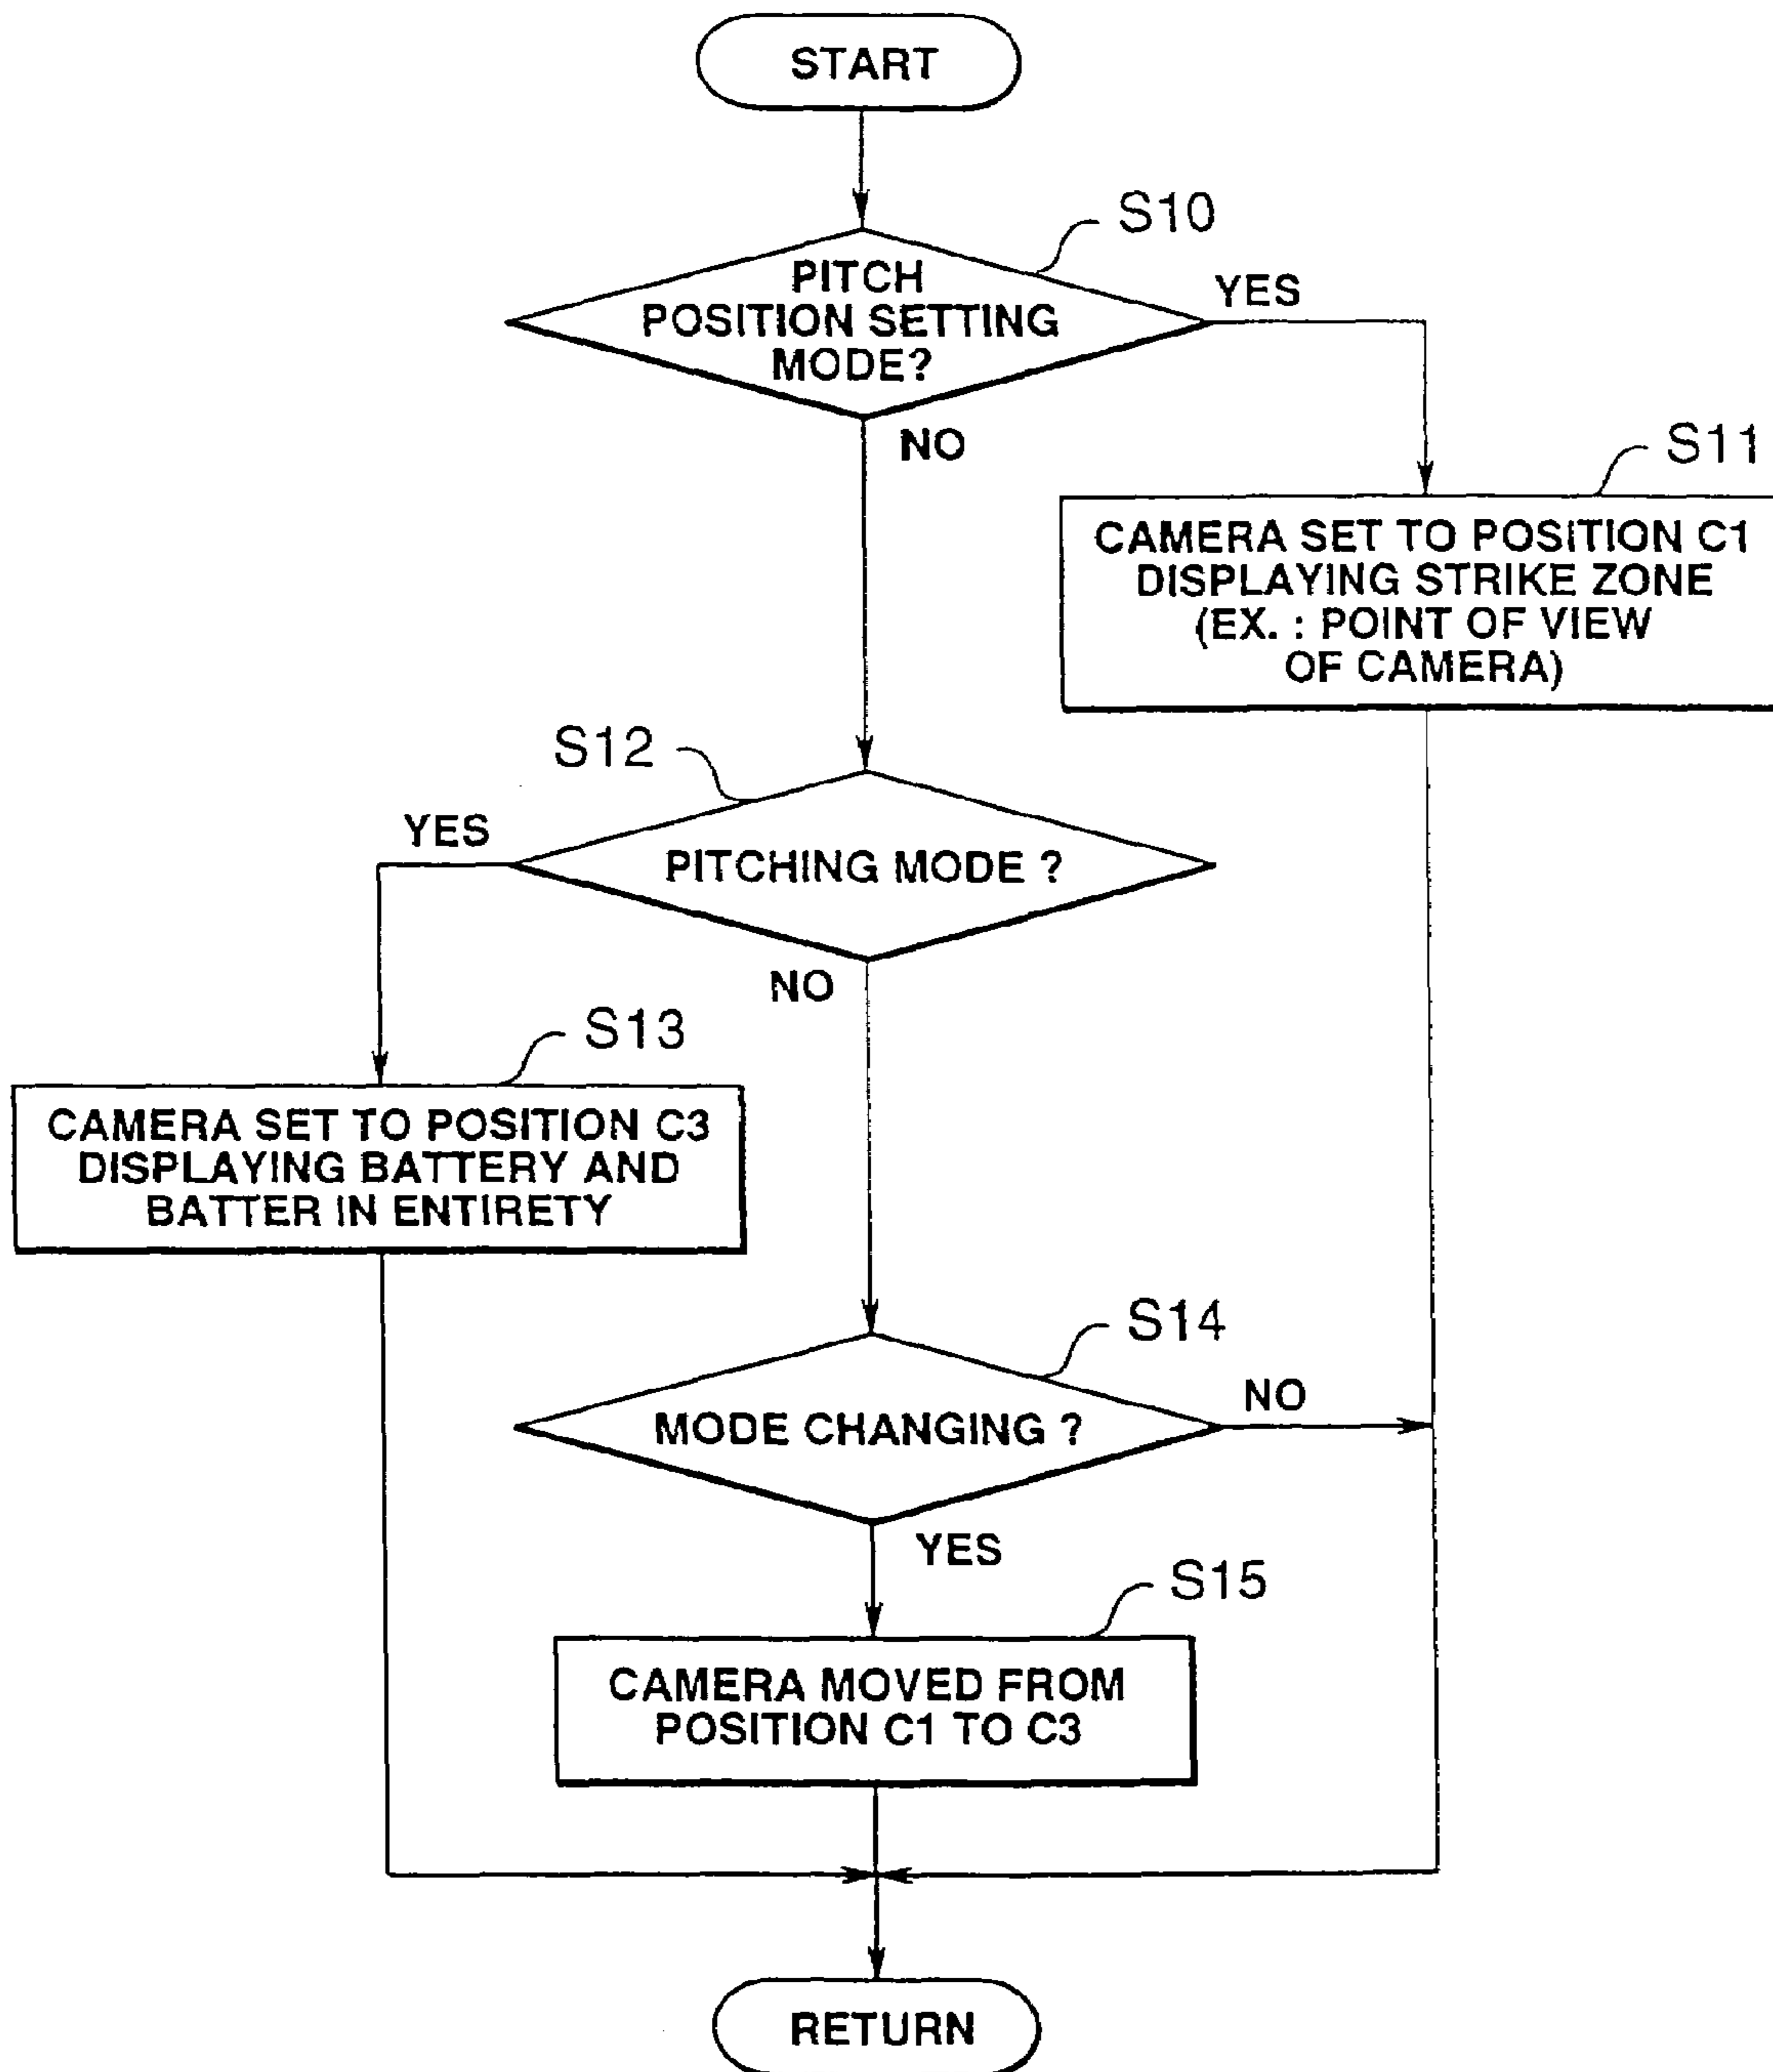 START
S10
PITCH
POSITION SETTING
MODE?
YES
NO
S11
CAMERA SET TO POSITION C1
DISPLAYING STRIKE ZONE
(EX. : POINT OF VIEW
OF CAMERA)
S12
YES
PITCHING MODE ?
NO
S13
CAMERA SET TO POSITION C3
DISPLAYING BATTERY AND
BATTER IN ENTIRETY
S14
MODE CHANGING ?
NO
YES
S15
CAMERA MOVED FROM
POSITION C1 TO C3
RETURN